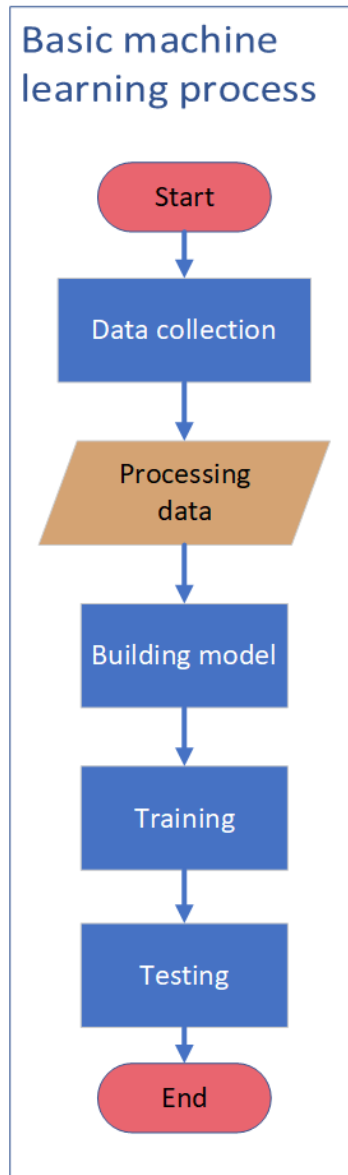 Basic machine
learning process
Start
Data collection
Processing
data
Building model
Training
Testing
End